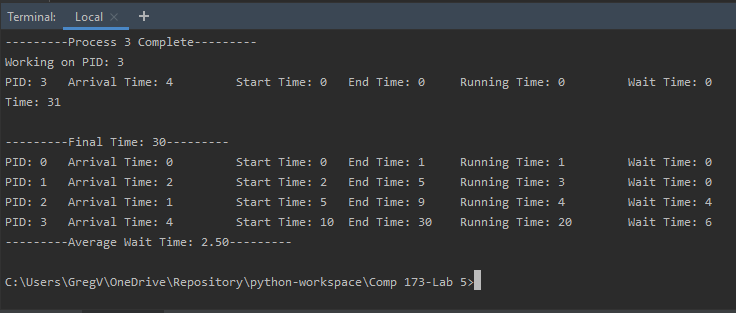 Terminal: Local × +
---------Process 3 Complete---------
Working on PID: 3
PID: 3 Arrival Time: 4 Start Time: 0 End Time: 0 Running Time: 0 Wait Time: 0
Time: 31
---------Final Time: 30---------
PID: 0 Arrival Time: 0 Start Time: 0 End Time: 1 Running Time: 1 Wait Time: 0
PID: 1 Arrival Time: 2 Start Time: 2 End Time: 5 Running Time: 3 Wait Time: 0
PID: 2 Arrival Time: 1 Start Time: 5 End Time: 9 Running Time: 4 Wait Time: 4
PID: 3 Arrival Time: 4 Start Time: 10 End Time: 30 Running Time: 20 Wait Time: 6
---------Average Wait Time: 2.50---------
C:\Users\GregV\OneDrive\Repository\python-workspace\Comp 173-Lab 5>